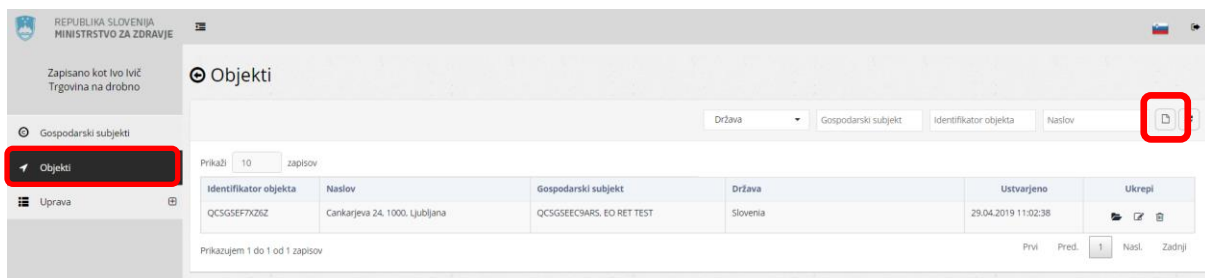 REPUBLIKA SLOVENIJA
MINISTRSTVO ZA ZDRAVJE
Zapisano kot Ivo Ivič
Trgovina na drobno
Gospodarski subjekti
Objekti
Uprava
Objekti
Država Gospodarski subjekt Identifikator objekta Naslov
Prikaži 10 zapisov
Identifikator objekta Naslov Gospodarski subjekt Država Ustvarjeno Ukrepi
QCSGSEF7XZ6Z Cankarjeva 24, 1000, Ljubljana QCSGSEEC9ARS, EO RET TEST Slovenia 29.04.2019 11:02:38
Prikazujem 1 do 1 od 1 zapisov
Prvi Pred. 1 Nasl. Zadnji